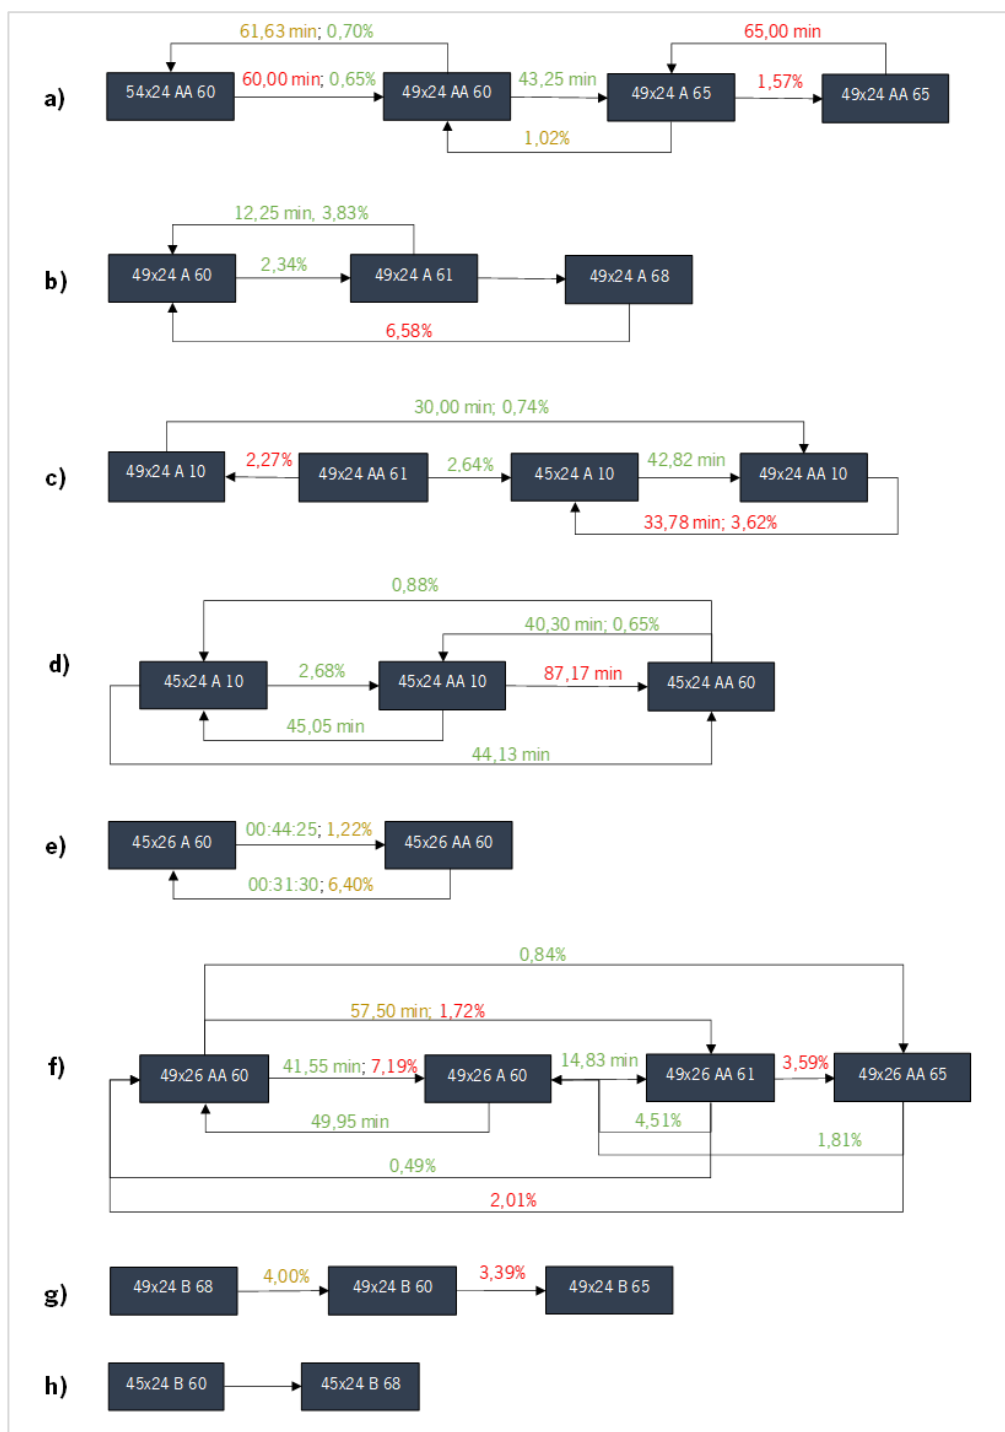 61,63 min; 0,70%
65,00 min
a) 54x24 AA 60 60,00 min; 0,65% 49x24 AA 60 43,25 min 49x24 A 65 1,57% 49x24 AA 65
1,02%
12,25 min, 3,83%
b) 49x24 A 60 2,34% 49x24 A 61 49x24 A 68
6,58%
30,00 min; 0,74%
c) 49x24 A 10 2,27% 49x24 AA 61 2,64% 45x24 A 10 42,82 min 49x24 AA 10
33,78 min; 3,62%
0,88%
40,30 min; 0,65%
d) 45x24 A 10 2,68% 45x24 AA 10 87,17 min 45x24 AA 60
45,05 min
44,13 min
e) 45x26 A 60 00:44:25; 1,22% 45x26 AA 60
00:31:30; 6,40%
0,84%
57,50 min; 1,72%
f) 49x26 AA 60 41,55 min; 7,19% 49x26 A 60 14,83 min 49x26 AA 61 3,59% 49x26 AA 65
49,95 min 4,51%
1,81%
0,49%
2,01%
g) 49x24 B 68 4,00% 49x24 B 60 3,39% 49x24 B 65
h) 45x24 B 60 45x24 B 68